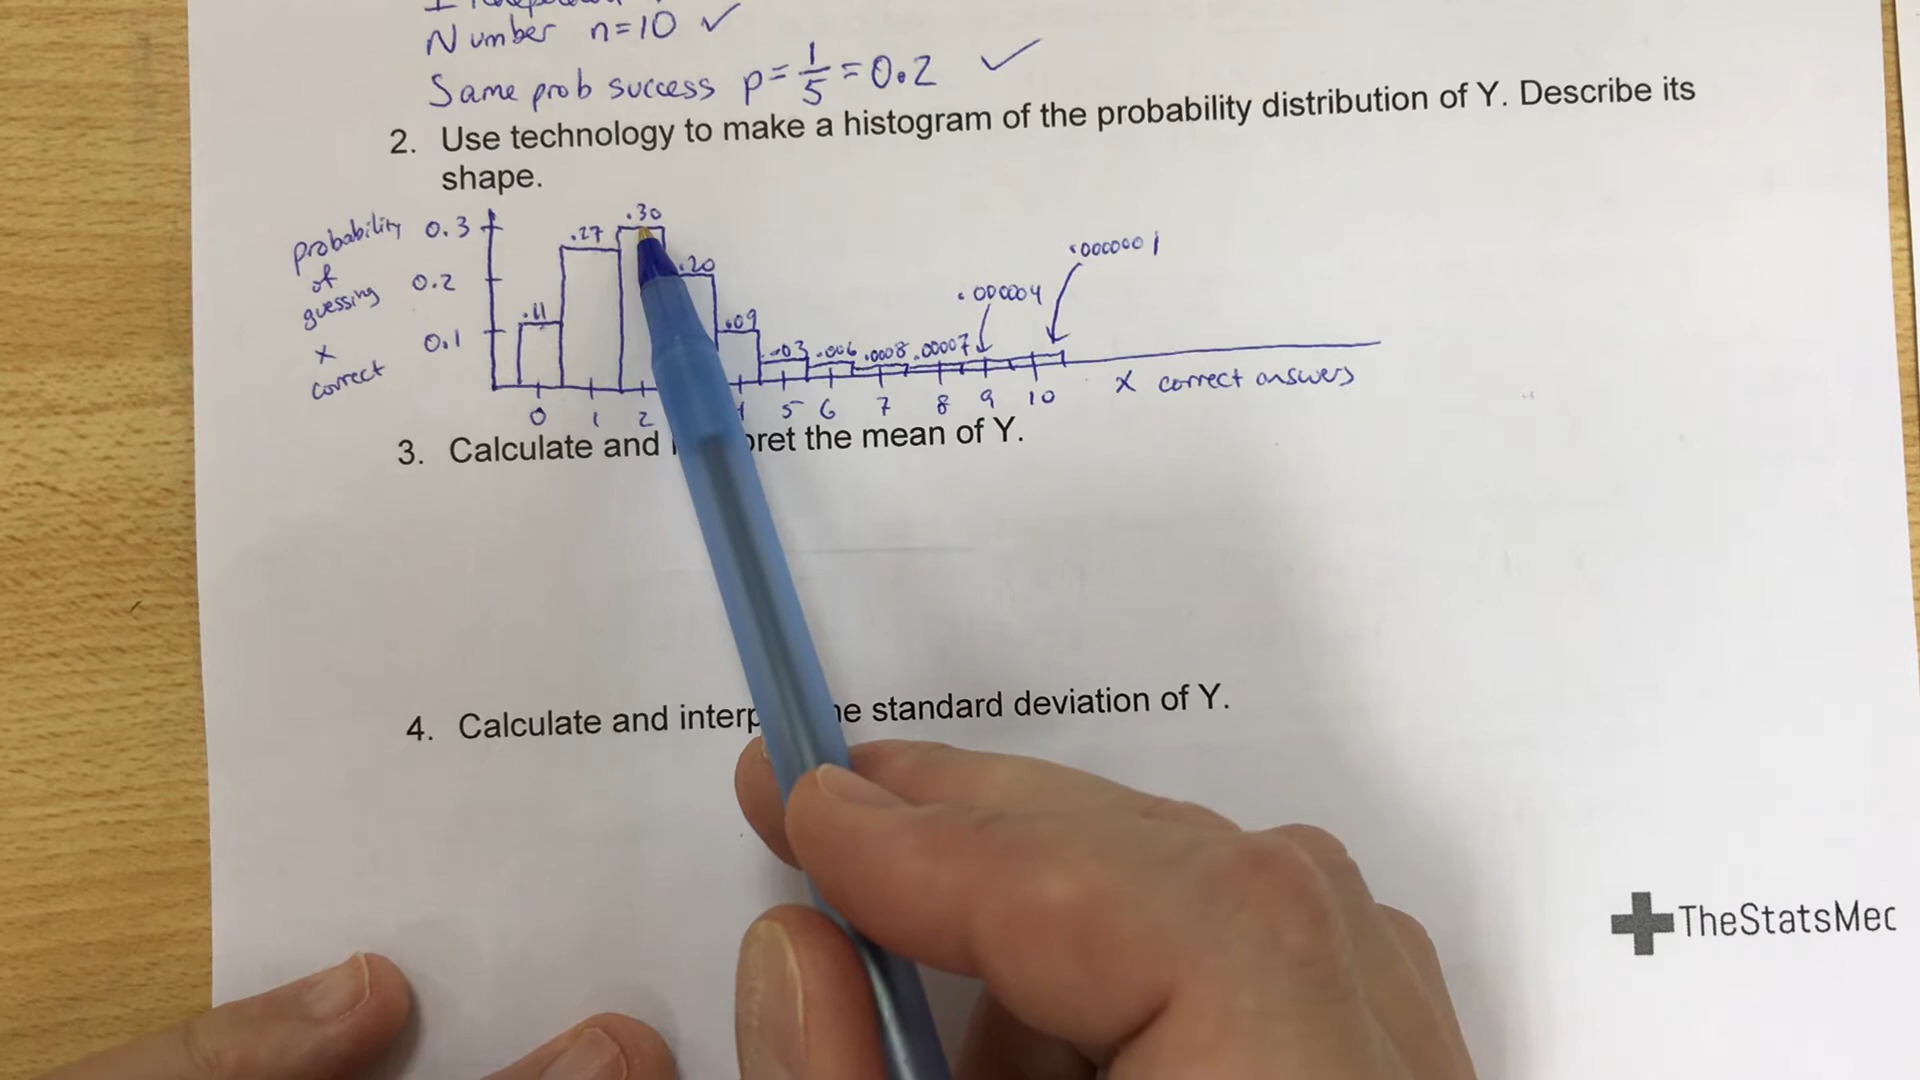 Number n=10 ✓
Same prob success p=1/5=0.2 ✓
2. Use technology to make a histogram of the probability distribution of Y. Describe its
shape.
probability
of
guessing
x
correct
0.3
0.2
0.1
.11
.27
.30
.20
.09
.03
.006
.0008
.00007
.000004
.0000001
0 1 2 5 6 7 8 9 10
X correct answers
3. Calculate and the mean of Y.
4. Calculate and standard deviation of Y.
TheStatsMec